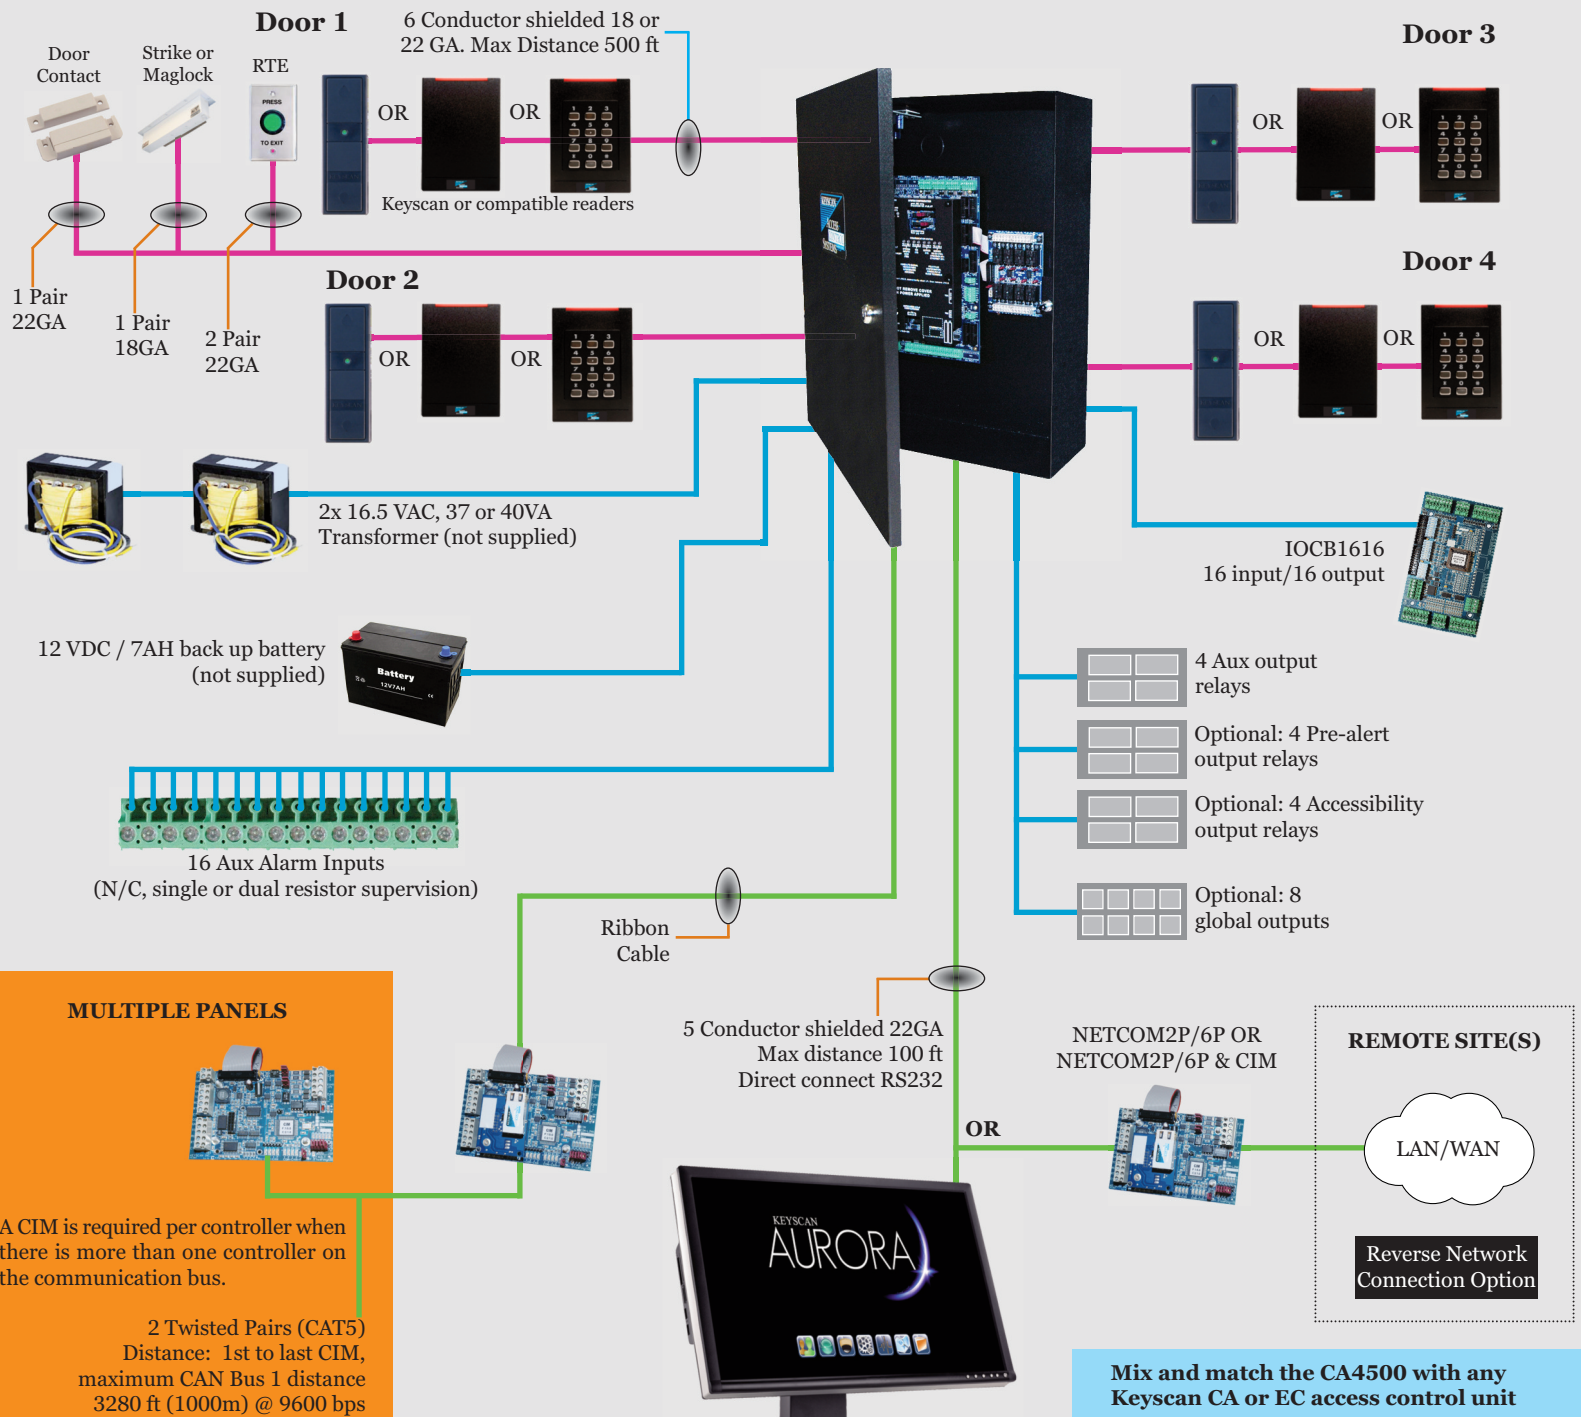 Door 1
6 Conductor shielded 18 or
22 GA. Max Distance 500 ft
Door
Contact
Strike or
Maglock
RTE
PRESS
TO EXIT
OR
OR
Keyscan or compatible readers
1 Pair
22GA
1 Pair
18GA
2 Pair
22GA
Door 2
OR
OR
Door 3
OR
OR
Door 4
OR
OR
KEYSCAN
ACCESS
SYSTEMS
2x 16.5 VAC, 37 or 40VA
Transformer (not supplied)
IOCB1616
16 input/16 output
12 VDC / 7AH back up battery
(not supplied)
Battery
12V7AH
4 Aux output
relays
Optional: 4 Pre-alert
output relays
Optional: 4 Accessibility
output relays
Optional: 8
global outputs
16 Aux Alarm Inputs
(N/C, single or dual resistor supervision)
Ribbon
Cable
MULTIPLE PANELS
A CIM is required per controller when
there is more than one controller on
the communication bus.
2 Twisted Pairs (CAT5)
Distance: 1st to last CIM,
maximum CAN Bus 1 distance
3280 ft (1000m) @ 9600 bps
5 Conductor shielded 22GA
Max distance 100 ft
Direct connect RS232
OR
NETCOM2P/6P OR
NETCOM2P/6P & CIM
REMOTE SITE(S)
LAN/WAN
Reverse Network
Connection Option
KEYSCAN
AURORA
Mix and match the CA4500 with any
Keyscan CA or EC access control unit